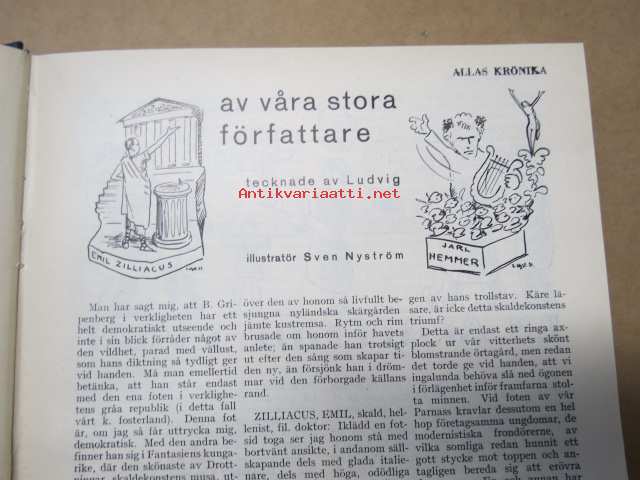 ALLAS KRÖNIKA
av våra stora
författare
tecknade av Ludvig
Antikvariaatti.net
illustratör Sven Nyström
EMIL ZILLIACUS
JARL
HEMMER
Man har sagt mig, att B. Gri-
penberg i verkligheten har ett
helt demokratiskt utseende och
inte i sin blick förråder något av
den vildhet, parad med vällust,
som hans diktning så tydligt ger
vid handen. Må man emellertid
betänka, att han står endast
med den ena foten i verklighe-
tens gråa republik (i detta fall
vårt k. fosterland). Denna fot
är, om jag så får uttrycka mig,
demokratisk. Med den andra be-
finner han sig i Fantasiens kunga-
rike, där den skönaste av Drott-
ningar, skaldekonstens musa, ut-
över den av honom så livfullt be-
sjungna nyländska skärgården
jämte kustremsa. Rytm och rim
brusade om honom inför havets
anlete; än spanade han trotsigt
ut efter den sång som skapar ti-
den ny, än försjönk han i dröm-
mar vid den förborgade källans
rand.
ZILLIACUS, EMIL, skald, hel-
lenist, fil. doktor: Iklädd en fot-
sid toga ser jag honom stå med
bortvänt ansikte, i andanom säll-
skapande dels med glada italie-
nare, dels med höga, odödliga
gen av hans trollstav. Käre lä-
sare, är icke detta skaldekonstens
triumf?
Detta är endast ett ringa ax-
plock ur vår vitterhets skönt
blomstrande örtagård, men redan
det torde ge vid handen, att vi
ingalunda behöva slå ned ögonen
i förlägenhet inför framfarna stol-
ta minnen. Vid foten av vår
Parnass kravlar dessutom en hel
hop företagsamma ungdomar, de
modernistiska frondörerne, av
vilka somliga redan hunnit ett
gott stycke mot toppen och an-
tagligen bereda sig att erövra